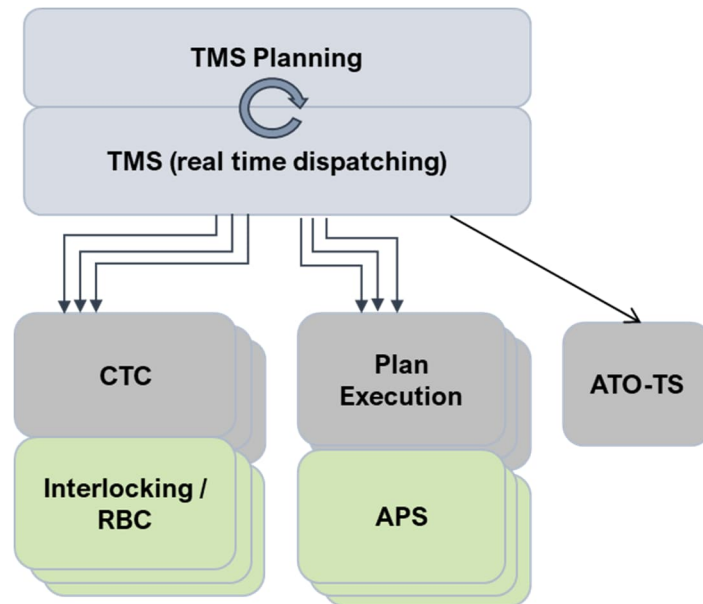 TMS Planning
TMS (real time dispatching)
CTC
Plan
Execution
ATO-TS
Interlocking /
RBC
APS